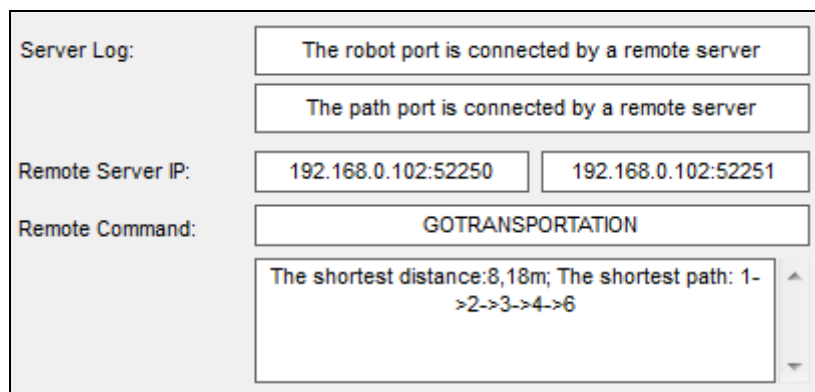 Server Log:
The robot port is connected by a remote server
The path port is connected by a remote server
Remote Server IP:
192.168.0.102:52250
192.168.0.102:52251
Remote Command:
GOTRANSPORTATION
The shortest distance:8,18m; The shortest path: 1-
>2->3->4->6